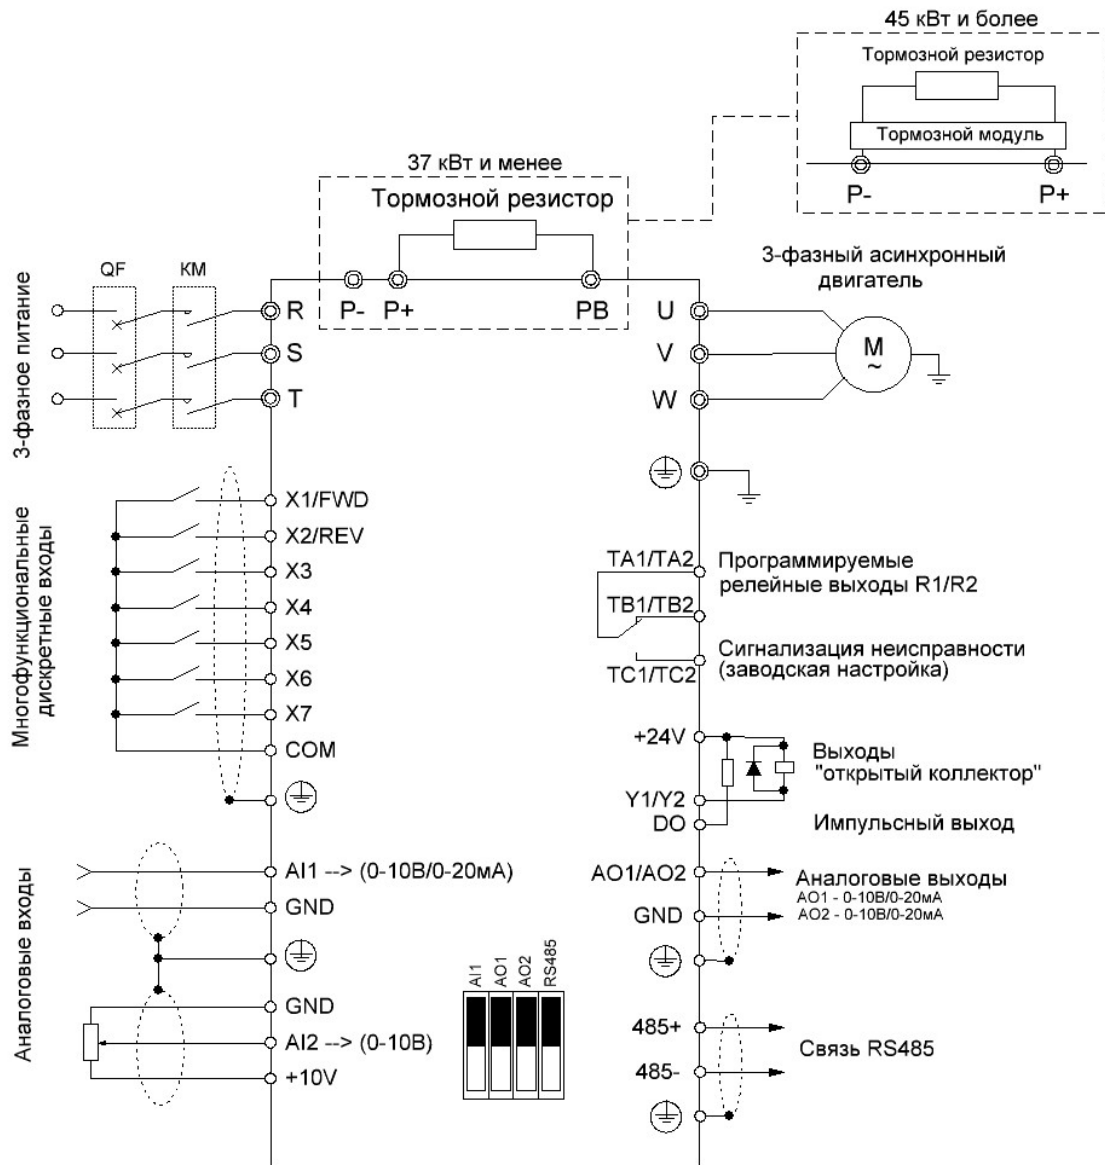 45 кВт и более
Тормозной резистор
Тормозной модуль
P-
P+
37 кВт и менее
Тормозной резистор
P-
P+
PB
3-фазное питание
QF
KM
R
S
T
3-фазный асинхронный
двигатель
U
V
W
M
~
Многофункциональные
дискретные входы
X1/FWD
X2/REV
X3
X4
X5
X6
X7
COM
TA1/TA2
TB1/TB2
TC1/TC2
Программируемые
релейные выходы R1/R2
Сигнализация неисправности
(заводская настройка)
+24V
Y1/Y2
DO
Выходы
"открытый коллектор"
Импульсный выход
Аналоговые входы
AI1 --> (0-10В/0-20мА)
GND
GND
AI2 --> (0-10В)
+10V
AI1
AO1
AO2
RS485
AO1/AO2
GND
Аналоговые выходы
AO1 - 0-10В/0-20мА
AO2 - 0-10В/0-20мА
485+
485-
Связь RS485